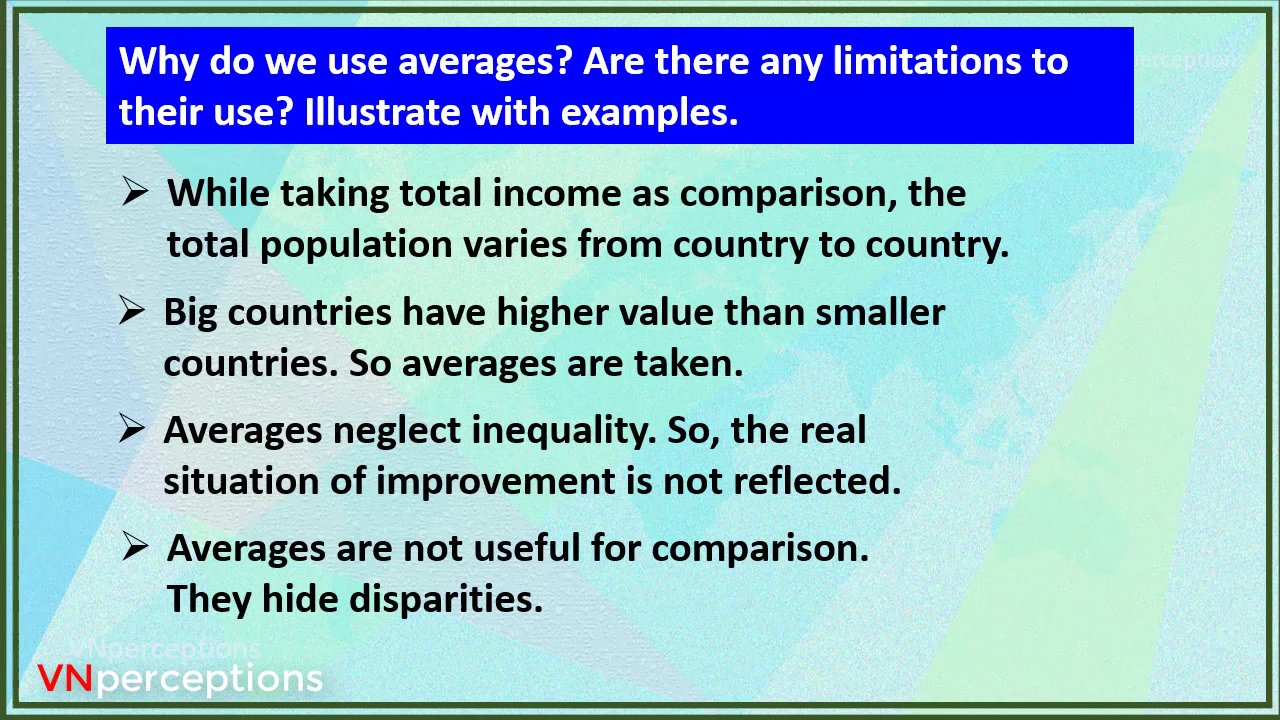 Why do we use averages? Are there any limitations to
their use? Illustrate with examples.
perception
➢ While taking total income as comparison, the
total population varies from country to country.
➢ Big countries have higher value than smaller
countries. So averages are taken.
➢ Averages neglect inequality. So, the real
situation of improvement is not reflected.
➢ Averages are not useful for comparison.
They hide disparities.
VNperceptions
VNperceptions